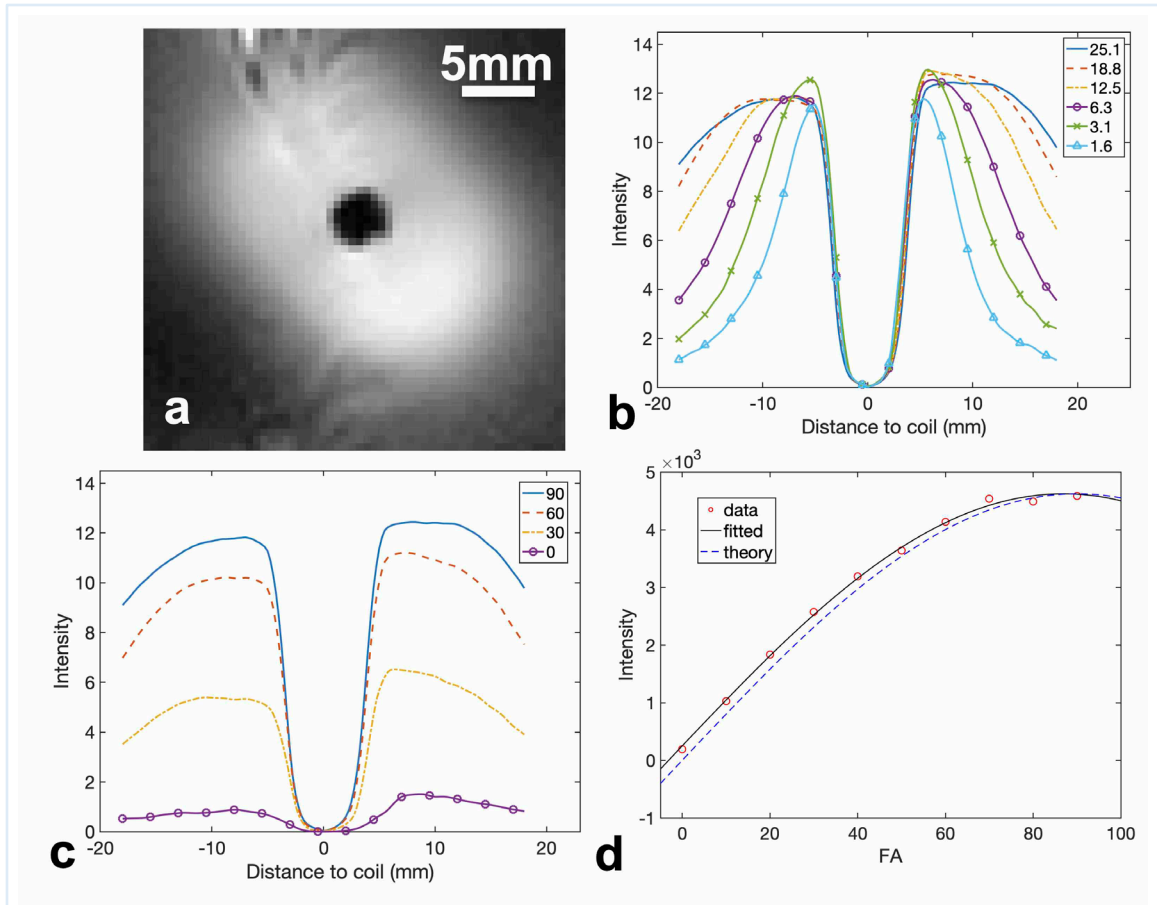 5mm
a
14
12
10
8
6
4
2
0
Intensity
-20 -10 0 10 20
Distance to coil (mm)
25.1
18.8
12.5
6.3
3.1
1.6
b
14
12
10
8
6
4
2
0
Intensity
-20 -10 0 10 20
Distance to coil (mm)
90
60
30
0
c
×10³
5
4
3
2
1
0
-1
Intensity
0 20 40 60 80 100
FA
data
fitted
theory
d